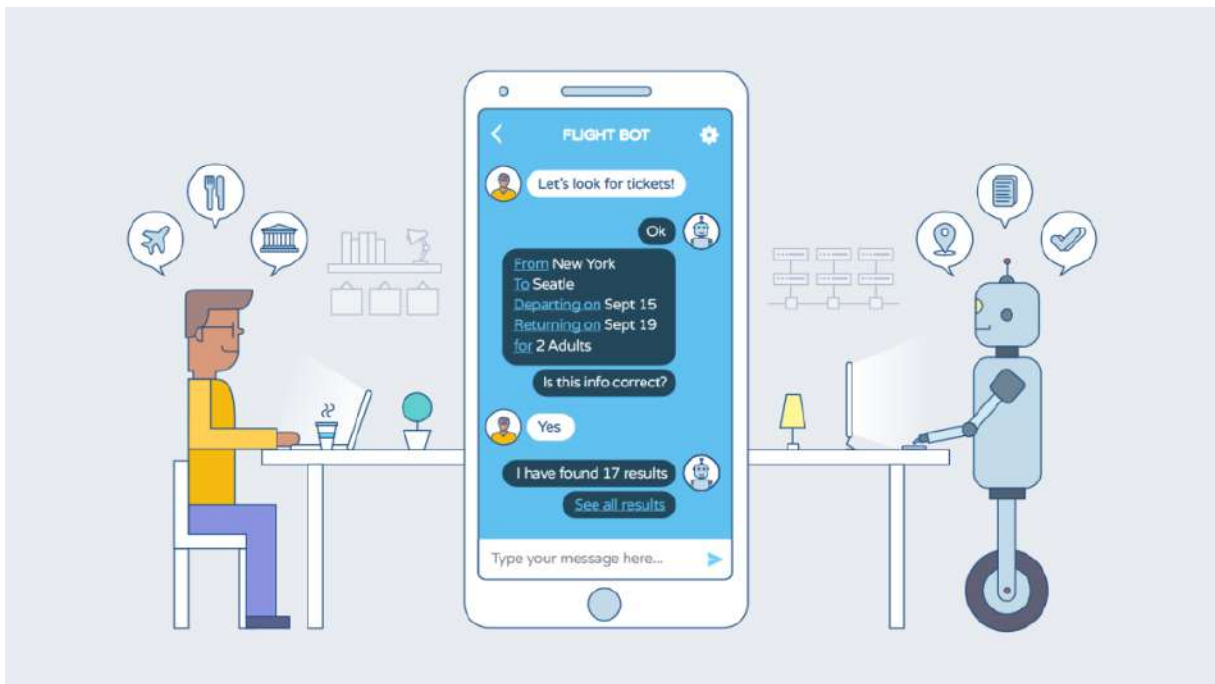 FLIGHT BOT
Let's look for tickets!
Ok
From New York
To Seatle
Departing on Sept 15
Returning on Sept 19
for 2 Adults
Is this info correct?
Yes
I have found 17 results
See all results
Type your message here...